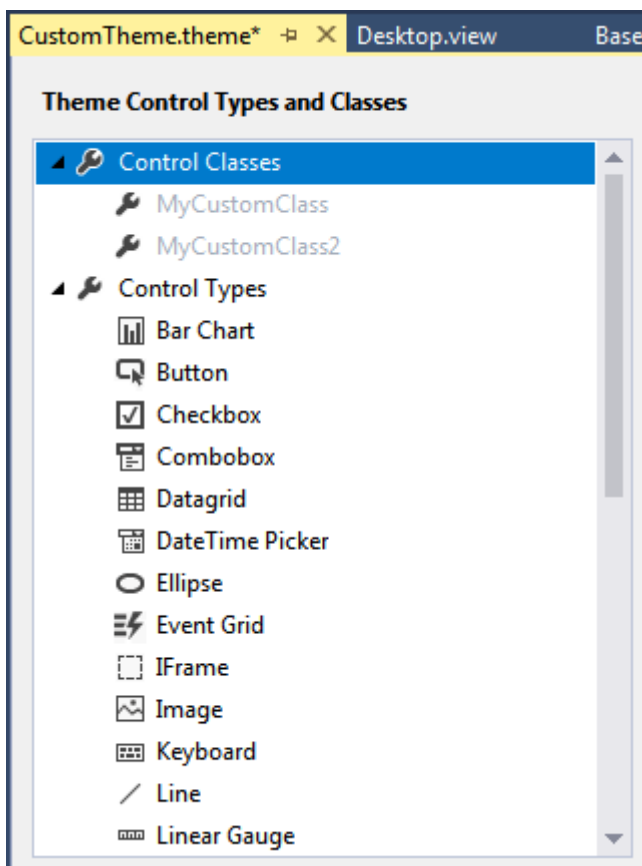 CustomTheme.theme* Desktop.view Base
Theme Control Types and Classes
Control Classes
MyCustomClass
MyCustomClass2
Control Types
Bar Chart
Button
Checkbox
Combobox
Datagrid
DateTime Picker
Ellipse
Event Grid
IFrame
Image
Keyboard
Line
Linear Gauge